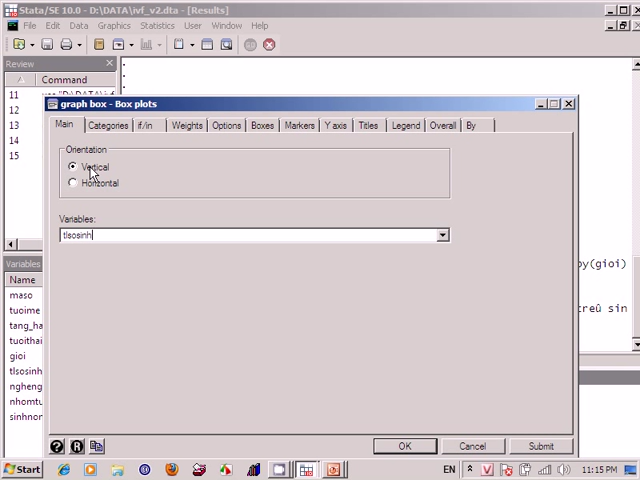 Stata/SE 10.0 - D:\DATA\ivf_v2.dta - [Results]
File Edit Data Graphics Statistics User Window Help
Review
Command
11
12
13
14
15
graph box - Box plots
Main Categories if/in Weights Options Boxes Markers Y axis Titles Legend Overall By
Orientation
Vertical
Horizontal
Variables:
tlsosinh
by(gioi)
treû sin
Variables
Name
maso
tuoime
tang_ha
tuoithai
gioi
tlsosinh
ngheng
nhomtu
sinhnon
? R
OK Cancel Submit
Start EN 11:15 PM